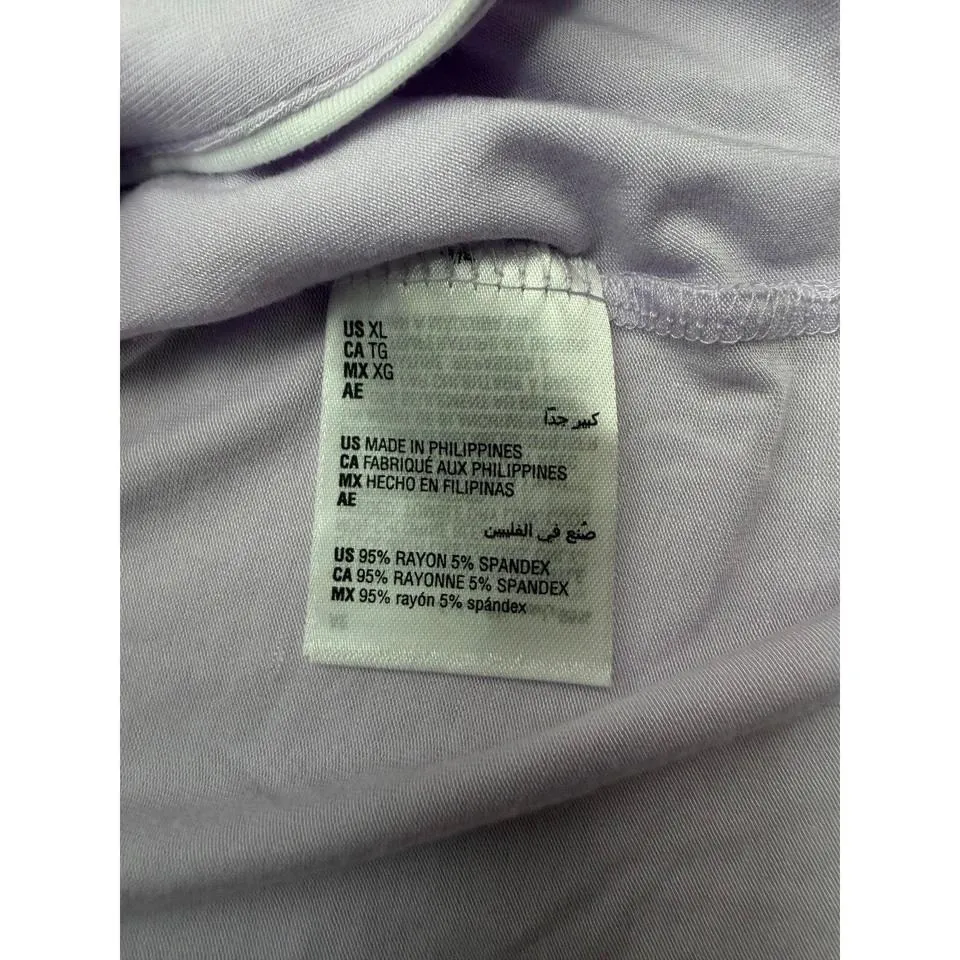 US XL
CA TG
MX XG
AE
كبير جدًا
US MADE IN PHILIPPINES
CA FABRIQUÉ AUX PHILIPPINES
MX HECHO EN FILIPINAS
AE
صُنع في الفلبين
US 95% RAYON 5% SPANDEX
CA 95% RAYONNE 5% SPANDEX
MX 95% rayón 5% spándex